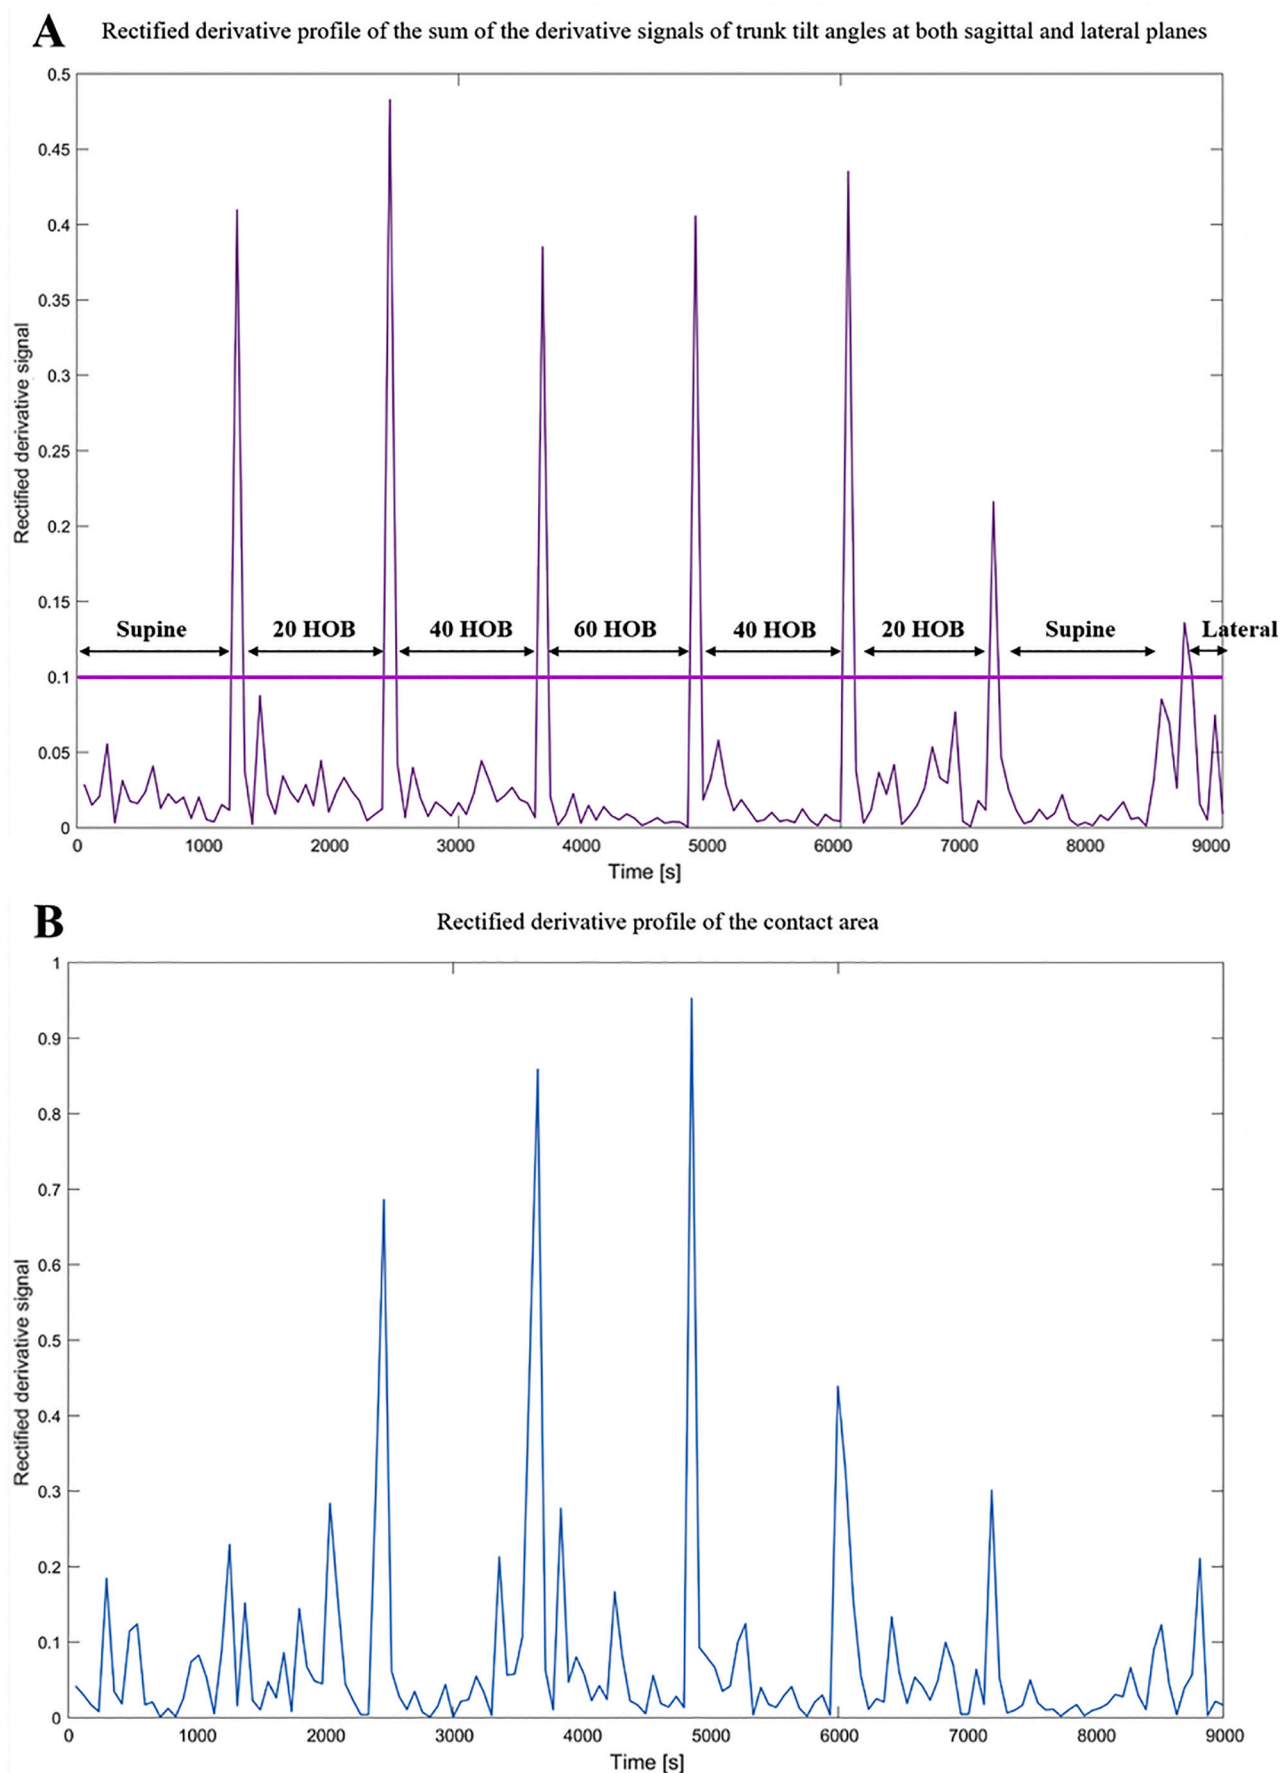 A Rectified derivative profile of the sum of the derivative signals of trunk tilt angles at both sagittal and lateral planes
0.5
0.45
0.4
0.35
0.3
0.25
0.2
0.15
0.1
0.05
0
Rectified derivative signal
Supine 20 HOB 40 HOB 60 HOB 40 HOB 20 HOB Supine Lateral
0 1000 2000 3000 4000 5000 6000 7000 8000 9000
Time [s]
B Rectified derivative profile of the contact area
1
0.9
0.8
0.7
0.6
0.5
0.4
0.3
0.2
0.1
0
Rectified derivative signal
0 1000 2000 3000 4000 5000 6000 7000 8000 9000
Time [s]